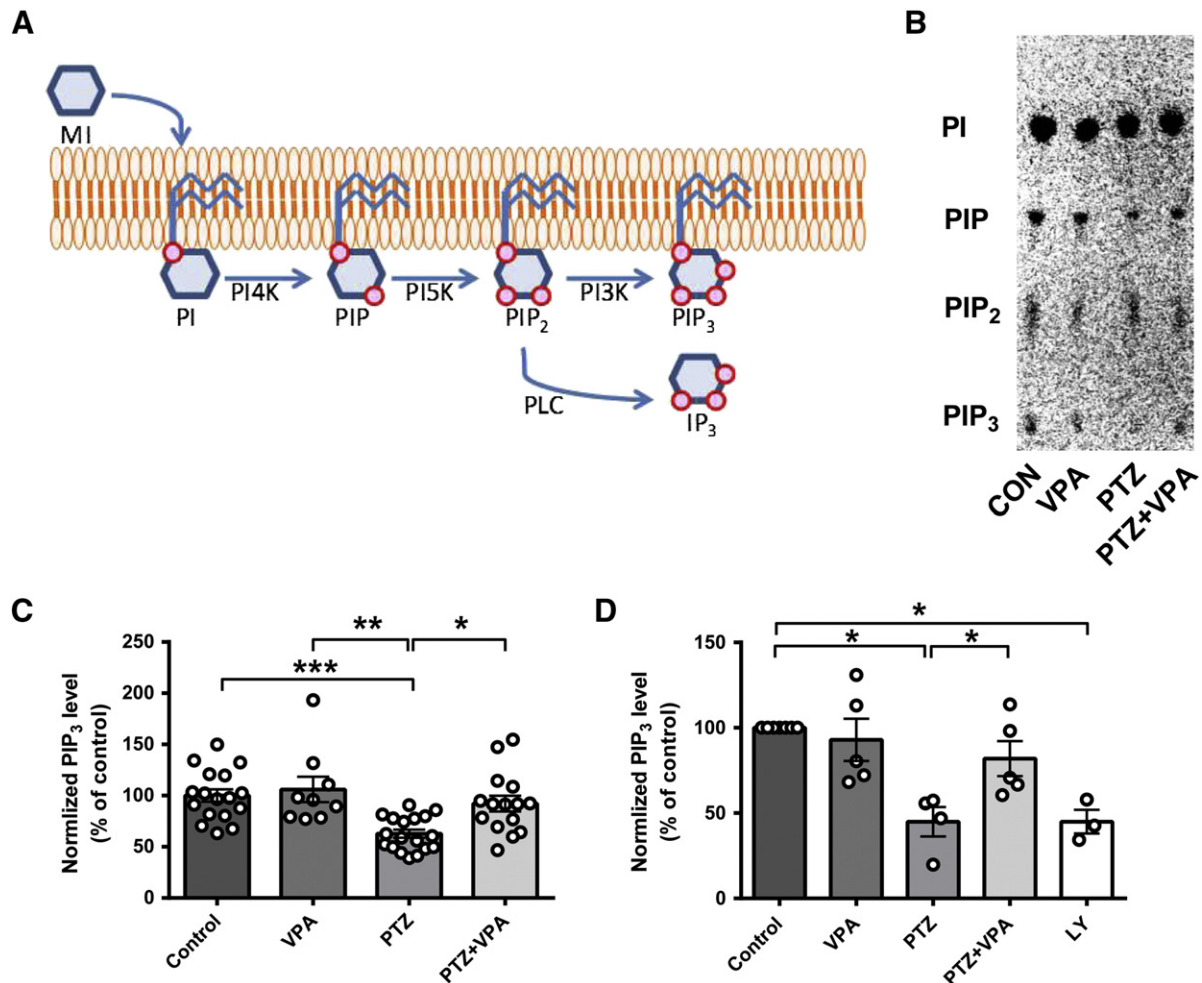 A
B
MI
PI4K
PI5K
PI3K
PI
PIP
PIP2
PIP3
PLC
IP3
PI
PIP
PIP2
PIP3
CON
VPA
PTZ
PTZ+VPA
C
Normlized PIP3 level
(% of control)
250
200
150
100
50
0
** *
***
Control
VPA
PTZ
PTZ+VPA
D
Normlized PIP3 level
(% of control)
150
100
50
0
*
* *
Control
VPA
PTZ
PTZ+VPA
LY